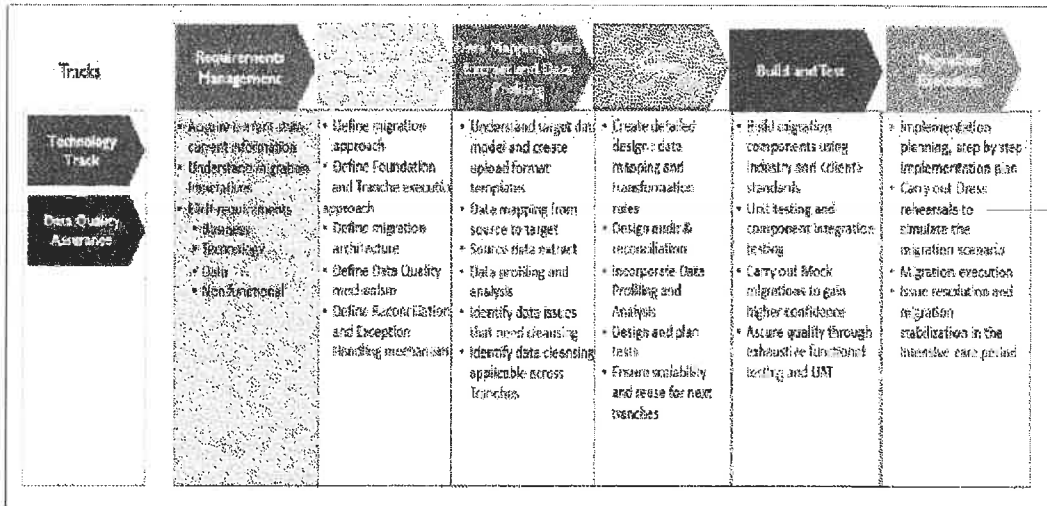 Tracks
Technology
Track
Data Quality
Assurance
Requirements
Management
Data Mapping, Data
Extract and Data
Profiling
Build and Test
Migration
Execution
• Acquire current state
current information
• Understand migration
• requirements
• Business
• Technology
• Data
• Non functional
• Define migration
approach
• Define Foundation
and Tranche executio
approach
• Define migration
architecture
• Define Data Quality
mechanism
• Define Reconciliation
and Exception
Handling mechanism
• Understand target dat
model and create
upload format
templates
• Data mapping from
source to target
• Source data extract
• Data profiling and
analysis
• Identify data issues
that need cleansing
• Identify data cleansing
applicable across
Tranches
• Create detailed
design: data
mapping and
transformation
rules
• Design audit &
reconciliation
• Incorporate Data
Profiling and
Analysis
• Design and plan
tests
• Ensure scalability
and reuse for next
tranches
• Build migration
components using
industry and client's
standards
• Unit testing and
component integration
testing
• Carry out Mock
migrations to gain
higher confidence
• Assure quality through
exhaustive functional
testing and UAT
• Implementation
planning, step by step
implementation plan
• Carry out Dress
rehearsals to
simulate the
migration scenario
• Migration execution
• Issue resolution and
migration
stabilization in the
intensive care period